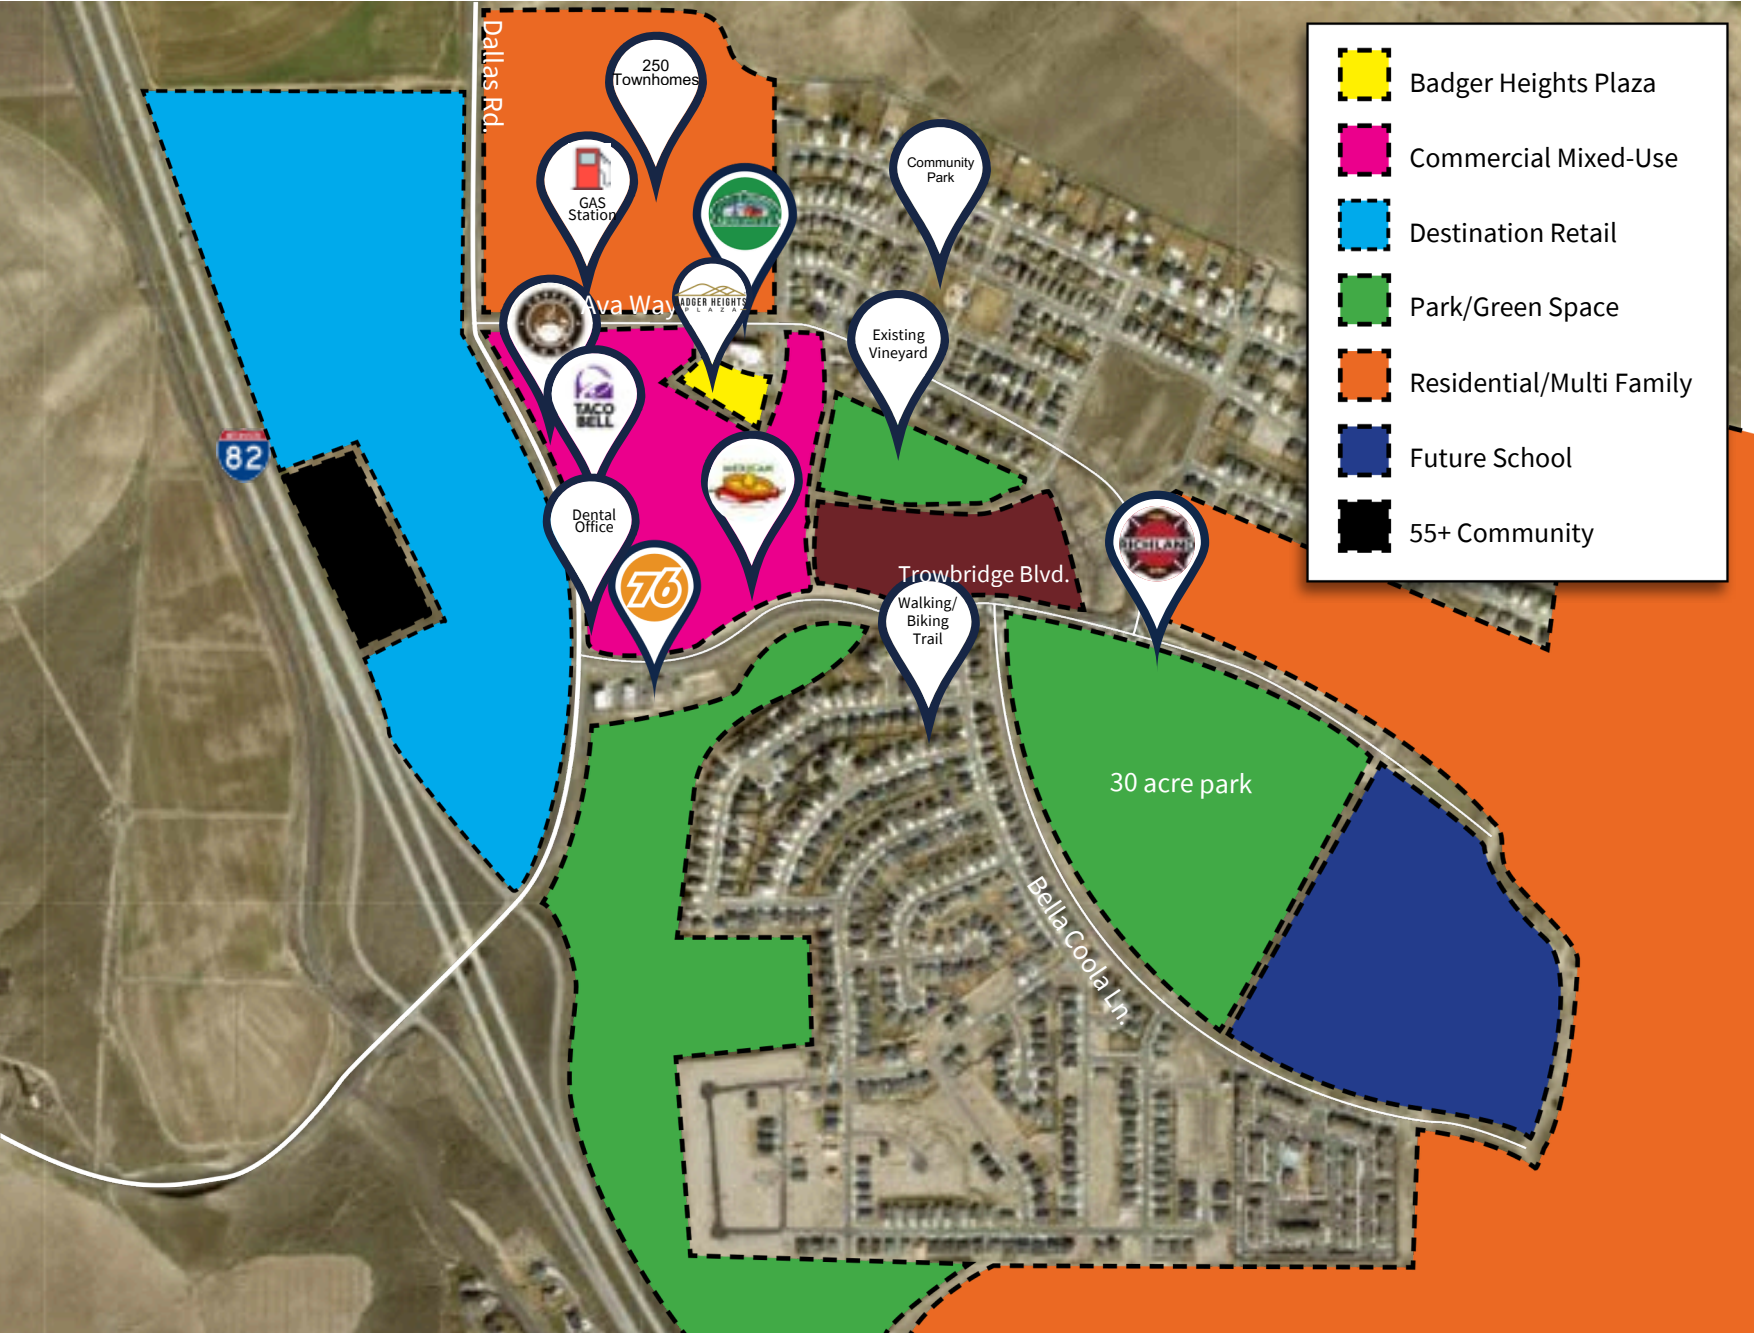 Dallas Rd.
250
Townhomes
GAS
Station
Community
Park
Ava Way
ADGER HEIGHTS
PLAZA
Existing
Vineyard
TACO
BELL
MEXICAN
82
Dental
Office
76
RICHLAND
Trowbridge Blvd.
Walking/
Biking
Trail
30 acre park
Bella Coola Ln.
Badger Heights Plaza
Commercial Mixed-Use
Destination Retail
Park/Green Space
Residential/Multi Family
Future School
55+ Community